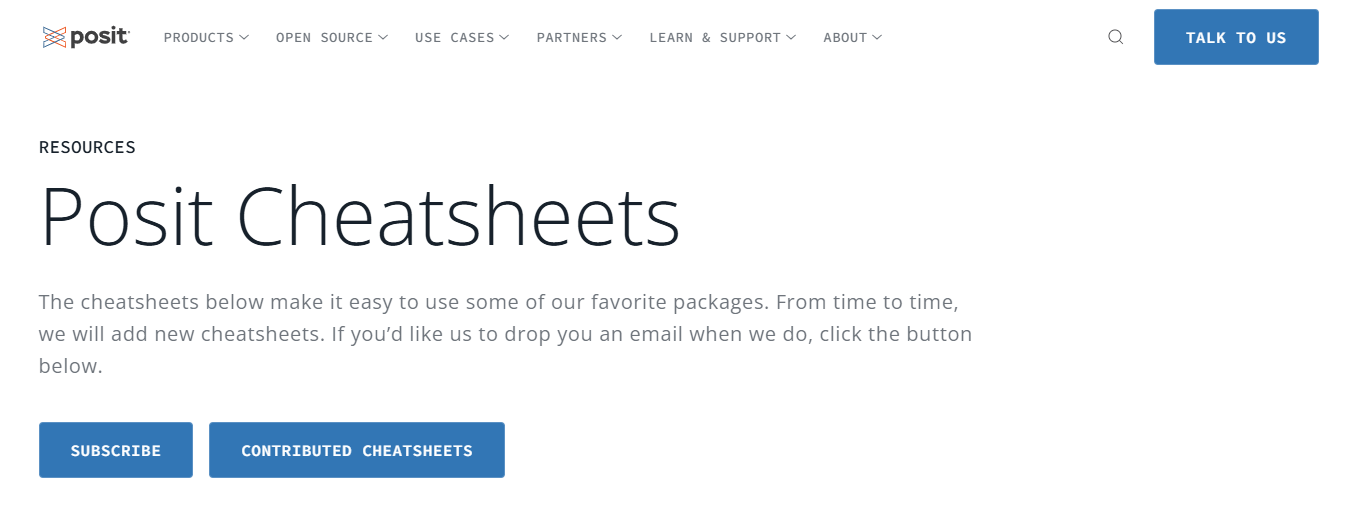 posit
PRODUCTS OPEN SOURCE USE CASES PARTNERS LEARN & SUPPORT ABOUT TALK TO US
RESOURCES
Posit Cheatsheets
The cheatsheets below make it easy to use some of our favorite packages. From time to time,
we will add new cheatsheets. If you’d like us to drop you an email when we do, click the button
below.
SUBSCRIBE CONTRIBUTED CHEATSHEETS